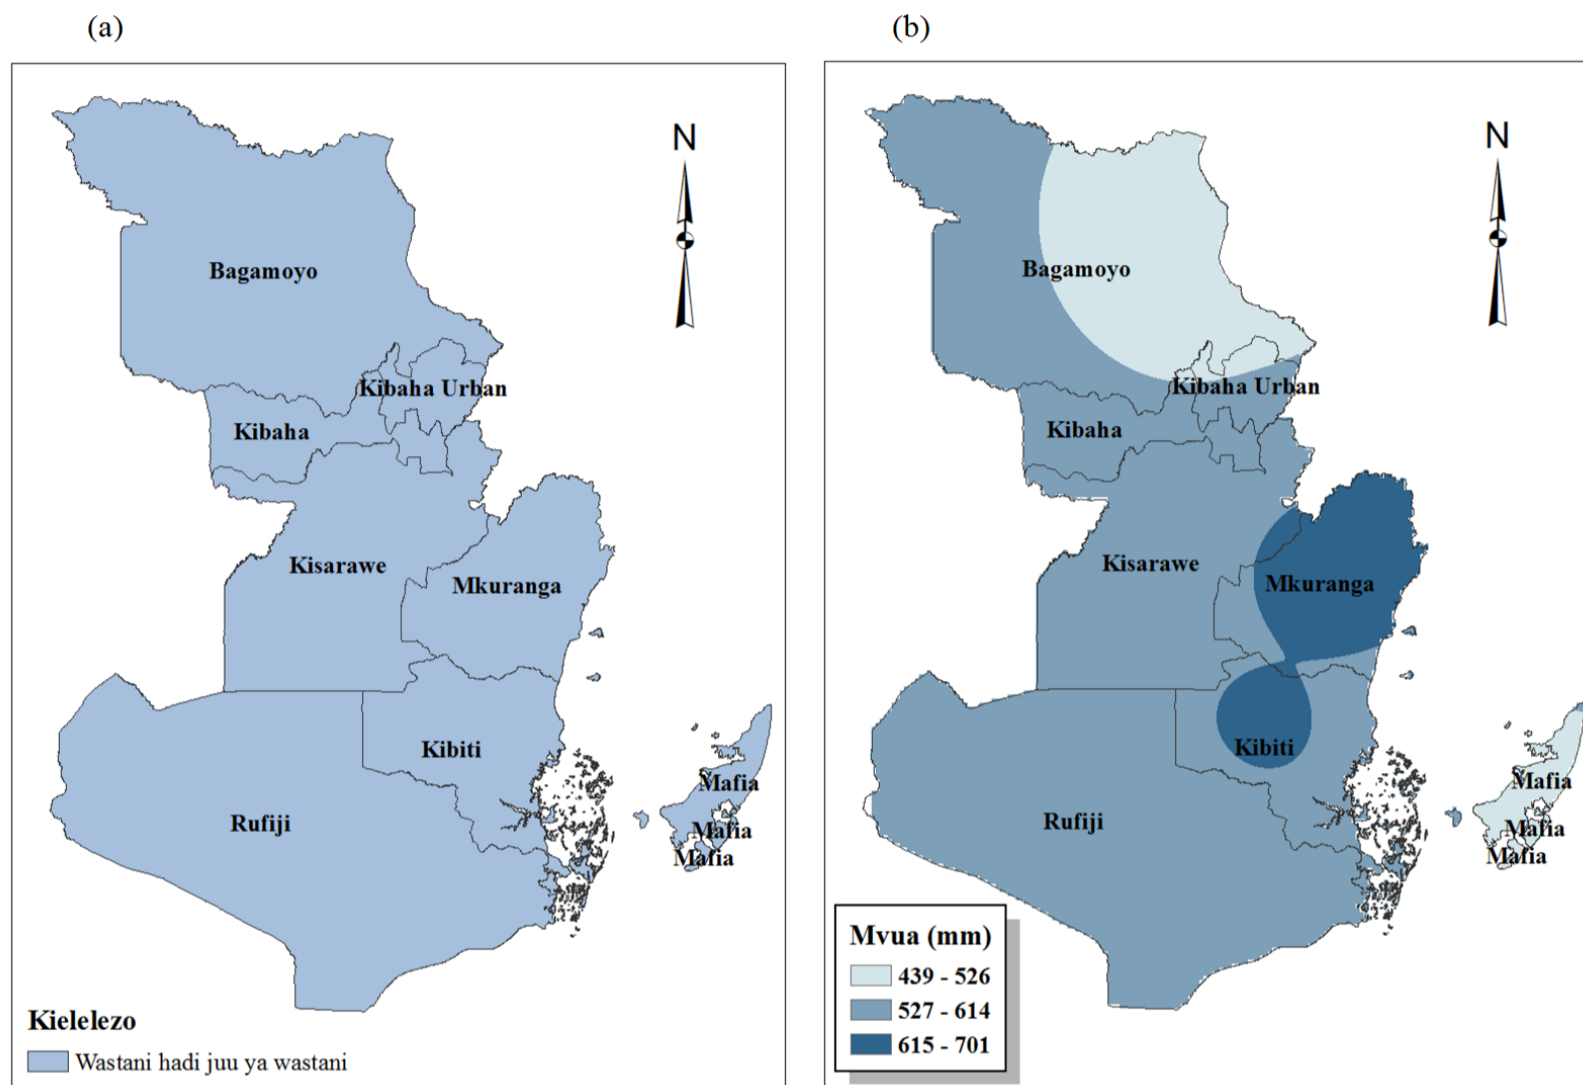 (a)
N
Bagamoyo
Kibaha Urban
Kibaha
Kisarawe
Mkuranga
Kibiti
Mafia
Rufiji
Mafia
Mafia
Kielelezo
Wastani hadi juu ya wastani
(b)
N
Bagamoyo
Kibaha Urban
Kibaha
Kisarawe
Mkuranga
Kibiti
Mafia
Rufiji
Mafia
Mafia
Mvua (mm)
439 - 526
527 - 614
615 - 701